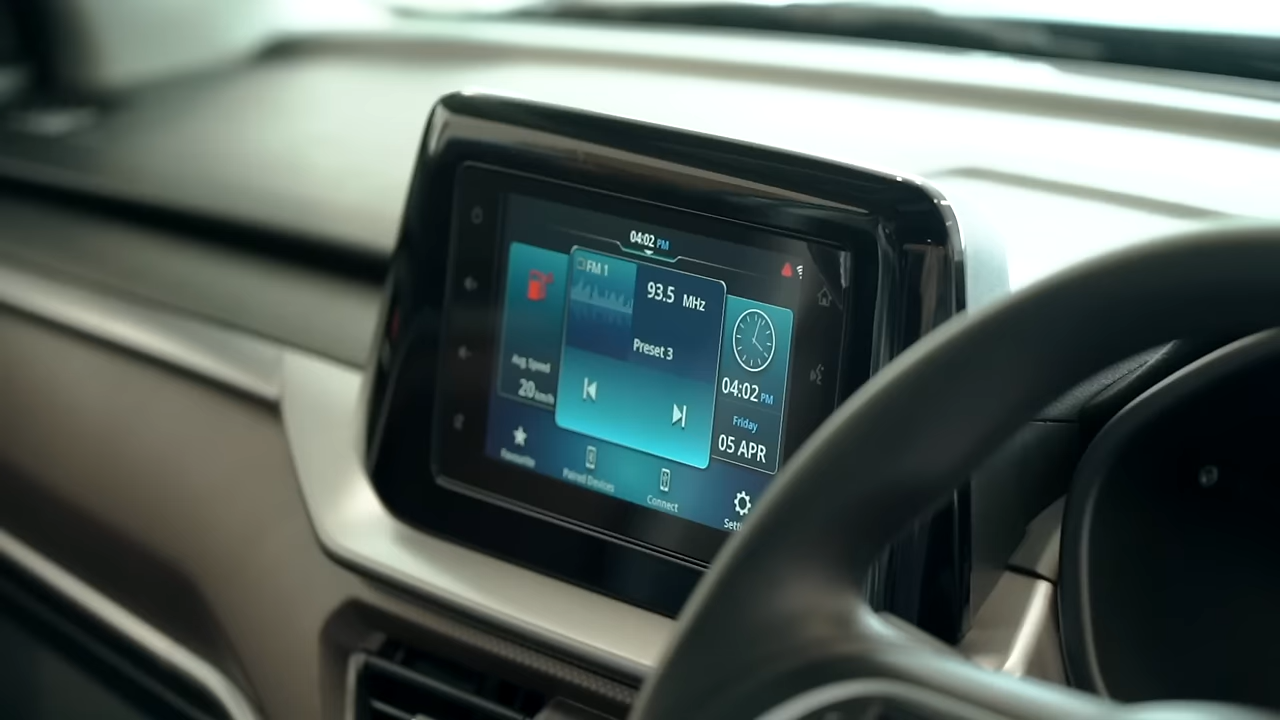 04:02 PM
FM 1
93.5 MHz
Preset 3
Avg. Speed
20 km/h
04:02 PM
Friday
05 APR
Favourite
Paired Devices
Connect
Setti